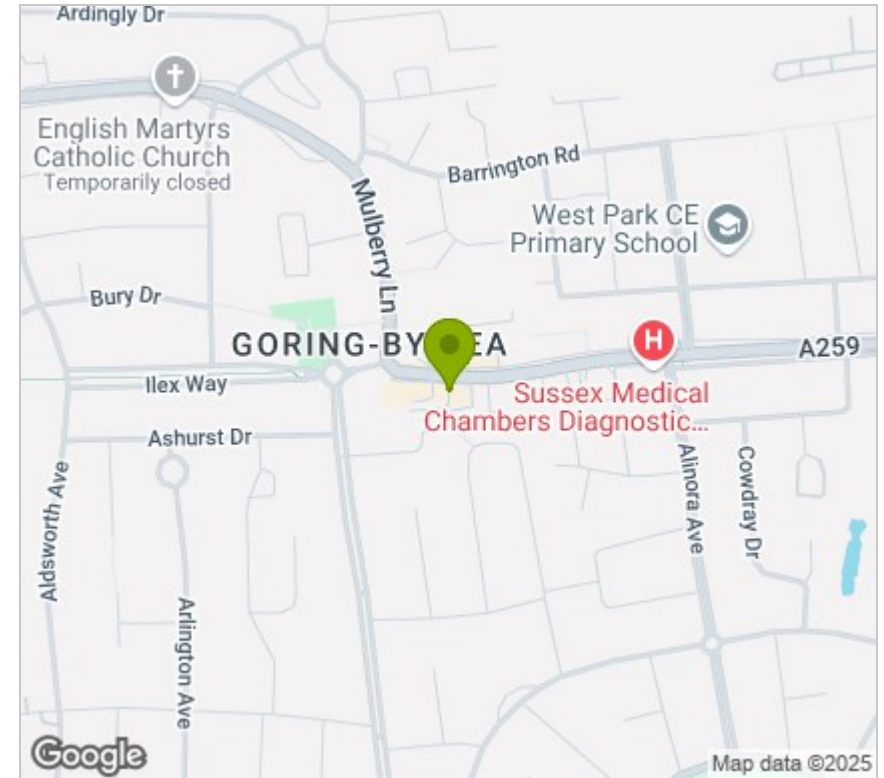 Ardingly Dr
English Martyrs
Catholic Church
Temporarily closed
Barrington Rd
Mulberry Ln
West Park CE
Primary School
Bury Dr
GORING-BY EA
A259
Ilex Way
Sussex Medical
Chambers Diagnostic...
Ashurst Dr
Aldsworth Ave
Alinora Ave
Cowdray Dr
Arlington Ave
H
Google
Map data ©2025